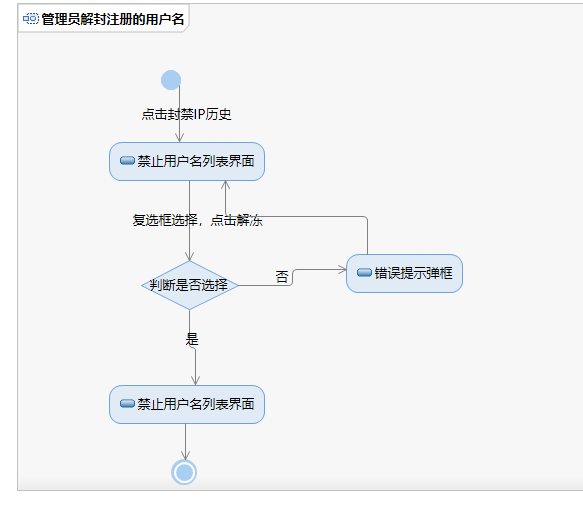 管理员解封注册的用户名
点击封禁IP历史
禁止用户名列表界面
复选框选择，点击解冻
错误提示弹框
判断是否选择
否
是
禁止用户名列表界面